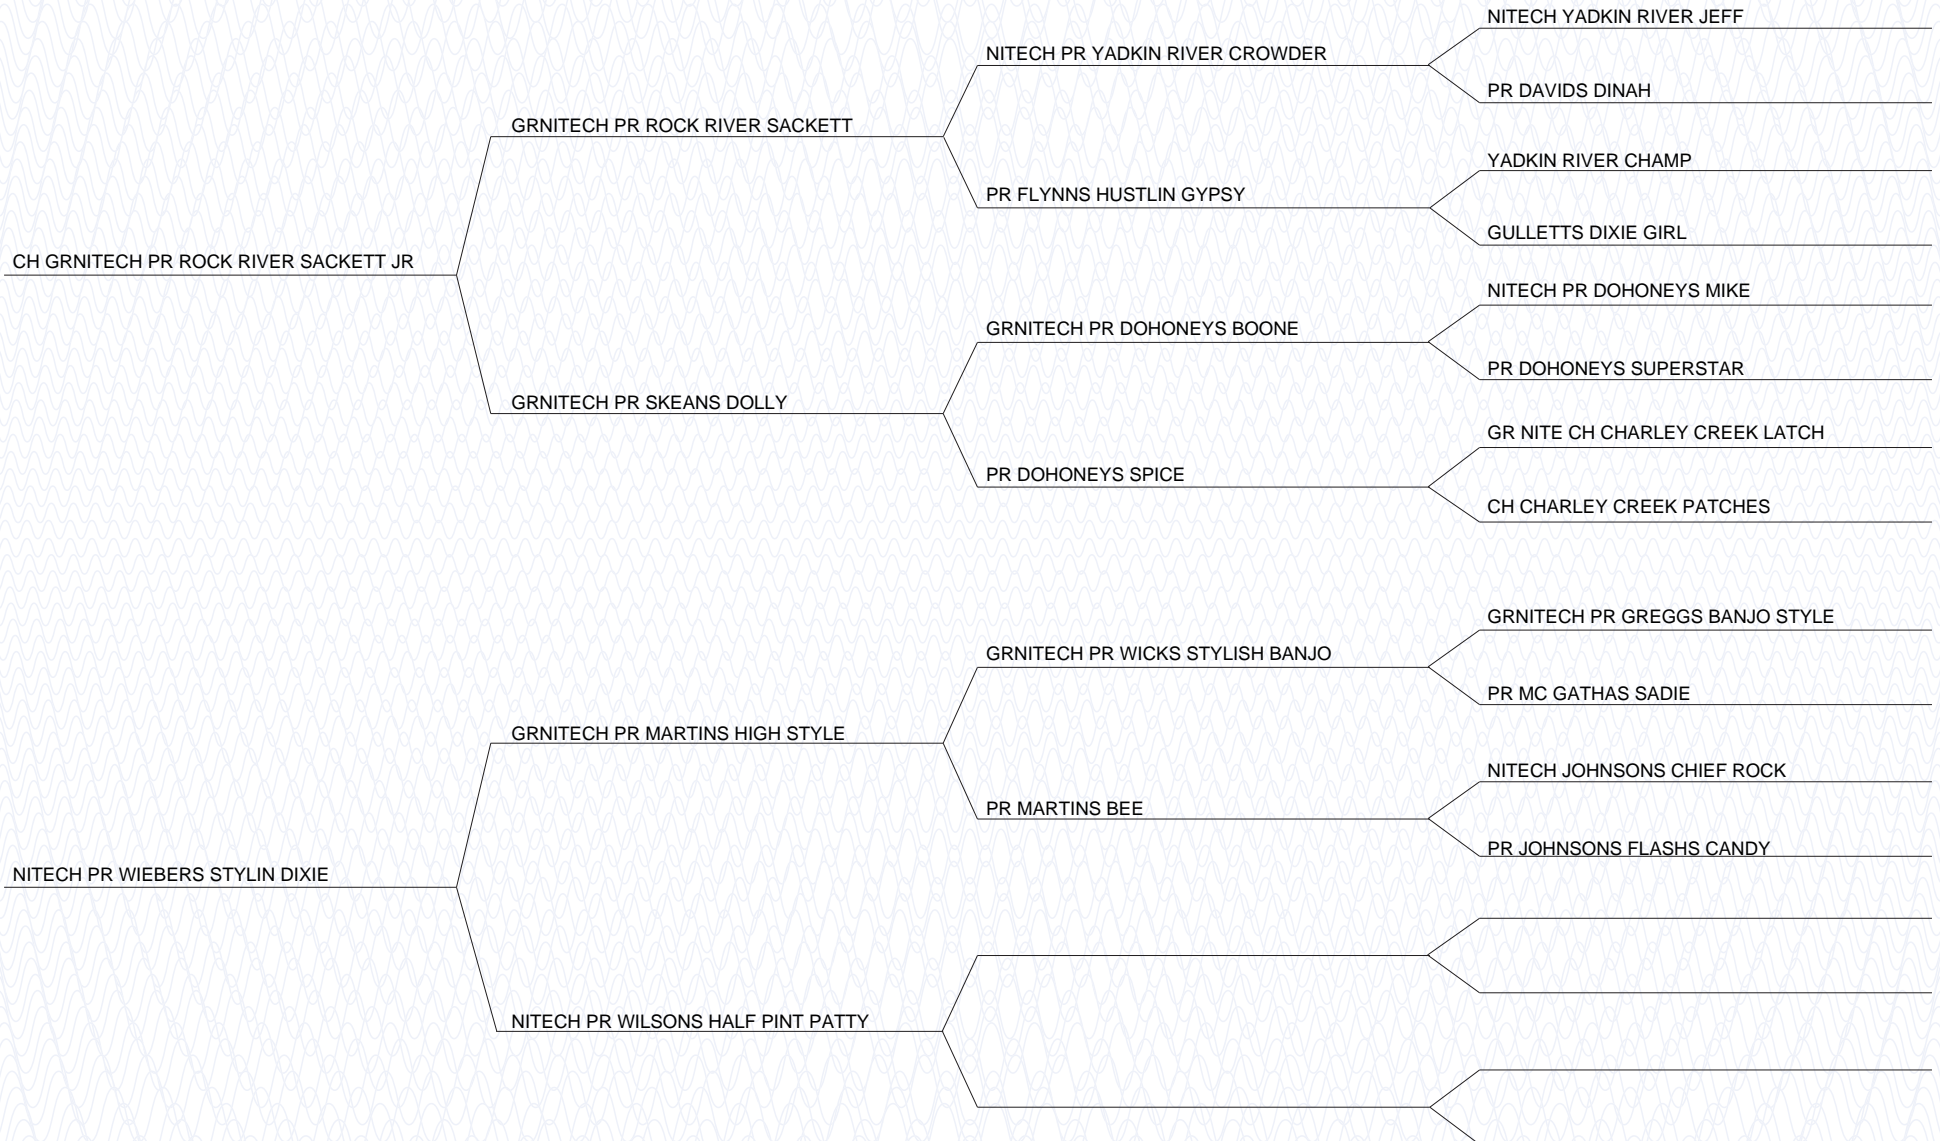 NITECH YADKIN RIVER JEFF
NITECH PR YADKIN RIVER CROWDER
PR DAVIDS DINAH
GRNITECH PR ROCK RIVER SACKETT
YADKIN RIVER CHAMP
PR FLYNNS HUSTLIN GYPSY
GULLETTS DIXIE GIRL
CH GRNITECH PR ROCK RIVER SACKETT JR
NITECH PR DOHONEYS MIKE
GRNITECH PR DOHONEYS BOONE
PR DOHONEYS SUPERSTAR
GRNITECH PR SKEANS DOLLY
GR NITE CH CHARLEY CREEK LATCH
PR DOHONEYS SPICE
CH CHARLEY CREEK PATCHES
GRNITECH PR GREGGS BANJO STYLE
GRNITECH PR WICKS STYLISH BANJO
PR MC GATHAS SADIE
GRNITECH PR MARTINS HIGH STYLE
NITECH JOHNSONS CHIEF ROCK
PR MARTINS BEE
PR JOHNSONS FLASHS CANDY
NITECH PR WIEBERS STYLIN DIXIE
NITECH PR WILSONS HALF PINT PATTY